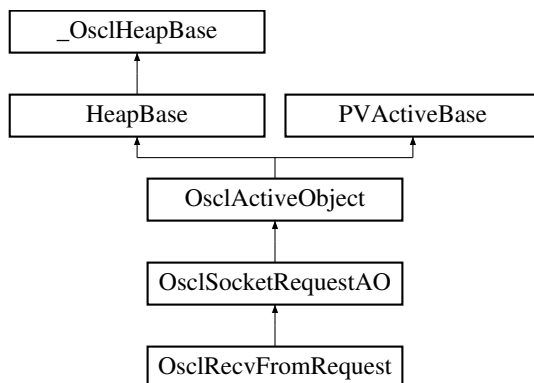 _OsclHeapBase
HeapBase PVActiveBase
OsclActiveObject
OsclSocketRequestAO
OsclRecvFromRequest